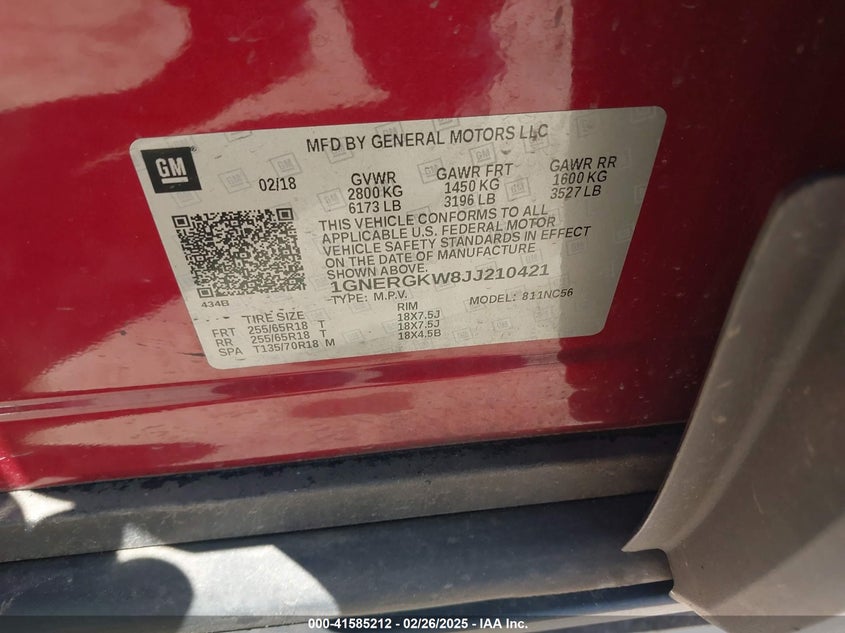 MFD BY GENERAL MOTORS LLC
GM
02/18 GVWR GAWR FRT GAWR RR
2800 KG 1450 KG 1600 KG
6173 LB 3196 LB 3527 LB
THIS VEHICLE CONFORMS TO ALL
APPLICABLE U.S. FEDERAL MOTOR
VEHICLE SAFETY STANDARDS IN EFFECT
ON THE DATE OF MANUFACTURE
SHOWN ABOVE.
434B
1GNERGKW8JJ210421
TYPE: M.P.V. MODEL: 811NC56
TIRE SIZE RIM
FRT 255/65R18 T 18X7.5J
RR 255/65R18 T 18X7.5J
SPA T135/70R18 M 18X4.5B
000-41585212 - 02/26/2025 - IAA Inc.